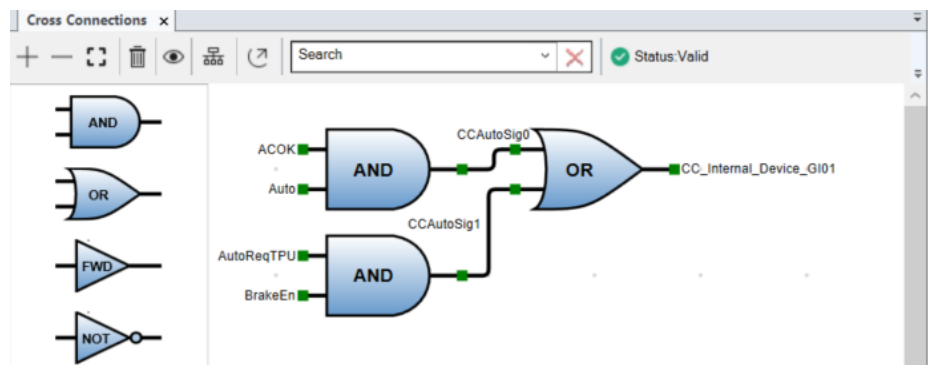 Cross Connections
Search
Status:Valid
AND
OR
FWD
NOT
ACOK
Auto
AND
CCAutoSig0
OR
CC_Internal_Device_GI01
CCAutoSig1
AutoReqTPU
BrakeEn
AND